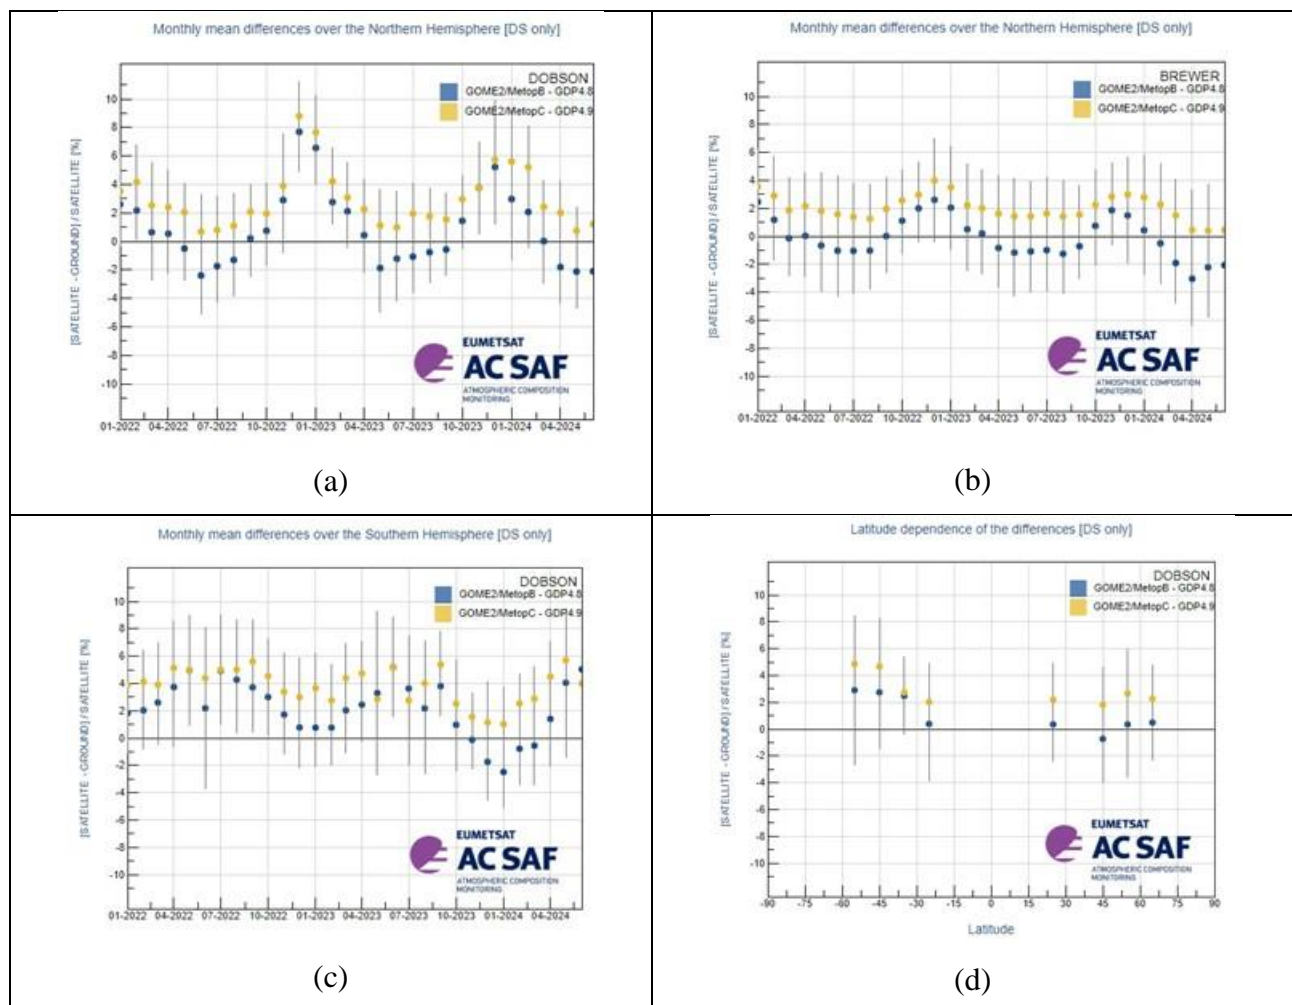 Monthly mean differences over the Northern Hemisphere [DS only]
DOBSON
GOME2/MetopB - GDP4.8
GOME2/MetopC - GDP4.9
[SATELLITE - GROUND] / SATELLITE [%]
10
8
6
4
2
0
-2
-4
-6
-8
-10
EUMETSAT
AC SAF
ATMOSPHERIC COMPOSITION
MONITORING
01-2022 04-2022 07-2022 10-2022 01-2023 04-2023 07-2023 10-2023 01-2024 04-2024
(a)
Monthly mean differences over the Northern Hemisphere [DS only]
BREWER
GOME2/MetopB - GDP4.8
GOME2/MetopC - GDP4.9
[SATELLITE - GROUND] / SATELLITE [%]
10
8
6
4
2
0
-2
-4
-6
-8
-10
EUMETSAT
AC SAF
ATMOSPHERIC COMPOSITION
MONITORING
01-2022 04-2022 07-2022 10-2022 01-2023 04-2023 07-2023 10-2023 01-2024 04-2024
(b)
Monthly mean differences over the Southern Hemisphere [DS only]
DOBSON
GOME2/MetopB - GDP4.8
GOME2/MetopC - GDP4.9
[SATELLITE - GROUND] / SATELLITE [%]
10
8
6
4
2
0
-2
-4
-6
-8
-10
EUMETSAT
AC SAF
ATMOSPHERIC COMPOSITION
MONITORING
01-2022 04-2022 07-2022 10-2022 01-2023 04-2023 07-2023 10-2023 01-2024 04-2024
(c)
Latitude dependence of the differences [DS only]
DOBSON
GOME2/MetopB - GDP4.8
GOME2/MetopC - GDP4.9
[SATELLITE - GROUND] / SATELLITE [%]
10
8
6
4
2
0
-2
-4
-6
-8
-10
EUMETSAT
AC SAF
ATMOSPHERIC COMPOSITION
MONITORING
-90 -75 -60 -45 -30 -15 0 15 30 45 60 75 90
Latitude
(d)